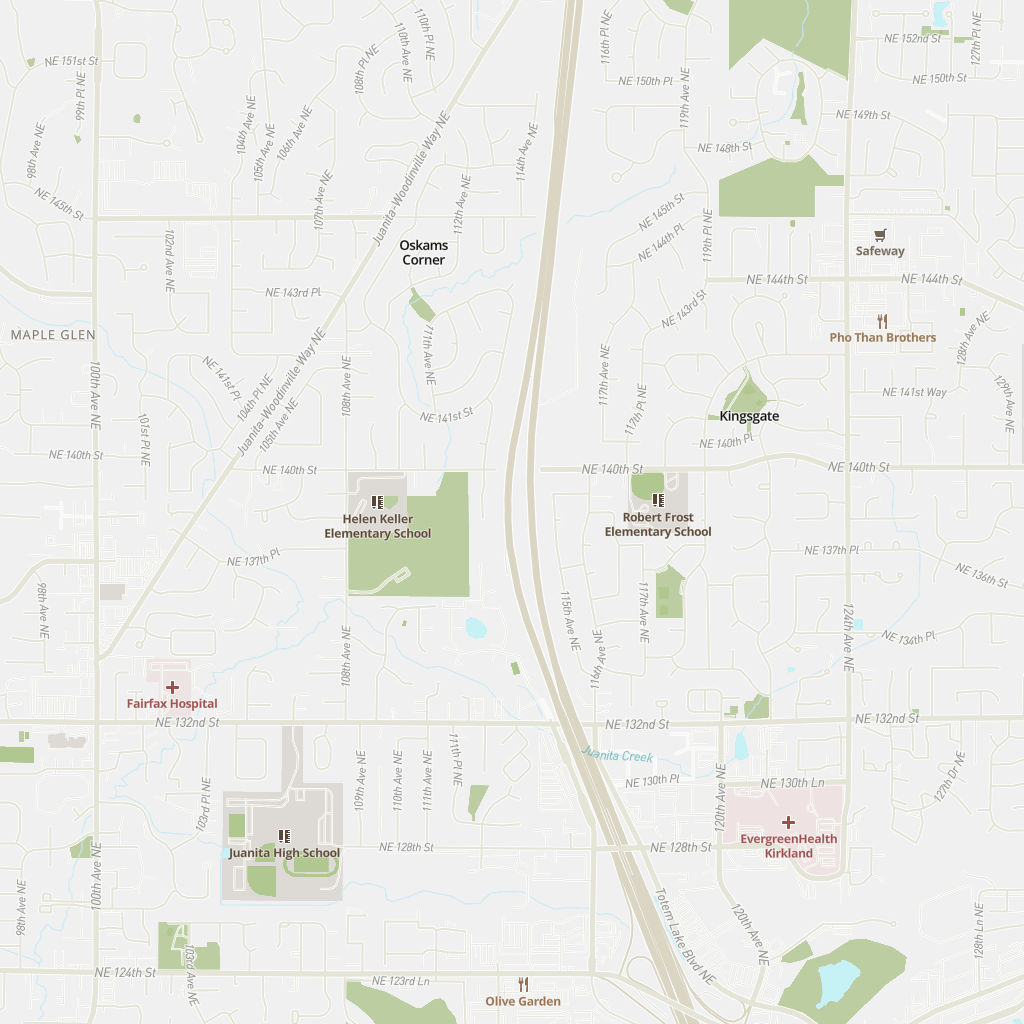 110th Pl NE
110th Ave NE
108th Pl NE
116th Ave NE
127th Pl NE
NE 152nd St
NE 151st St
99th Pl NE
NE 150th Pl
NE 150th St
119th Ave NE
NE 149th St
104th Ave NE
105th Ave NE
106th Ave NE
Juanita-Woodinville Way NE
114th Ave NE
98th Ave NE
NE 148th St
NE 145th St
107th Ave NE
112th Ave NE
NE 145th St
NE 144th Pl
119th Pl NE
102nd Ave NE
Oskams
Corner
Safeway
NE 144th St
NE 144th St
NE 143rd Pl
NE 143rd St
MAPLE GLEN
Pho Than Brothers
128th Ave NE
Juanita-Woodinville Way NE
111th Ave NE
117th Ave NE
NE 141st Pl
104th Pl NE
105th Ave NE
108th Ave NE
100th Ave NE
101st Pl NE
117th Pl NE
NE 141st Way
129th Ave NE
NE 141st St
Kingsgate
NE 140th Pl
NE 140th St
NE 140th St
NE 140th St
NE 140th St
Helen Keller
Elementary School
Robert Frost
Elementary School
NE 137th Pl
NE 137th Pl
NE 136th St
98th Ave NE
115th Ave NE
117th Ave NE
124th Ave NE
NE 134th Pl
108th Ave NE
116th Ave NE
Fairfax Hospital
NE 132nd St
NE 132nd St
NE 132nd St
Juanita Creek
111th Pl NE
109th Ave NE
110th Ave NE
111th Ave NE
103rd Pl NE
NE 130th Pl
NE 130th Ln
120th Ave NE
127th Dr NE
EvergreenHealth
Kirkland
Juanita High School
NE 128th St
NE 128th St
100th Ave NE
98th Ave NE
Totem Lake Blvd NE
120th Ave NE
128th Ln NE
103rd Ave NE
NE 124th St
NE 123rd Ln
Olive Garden